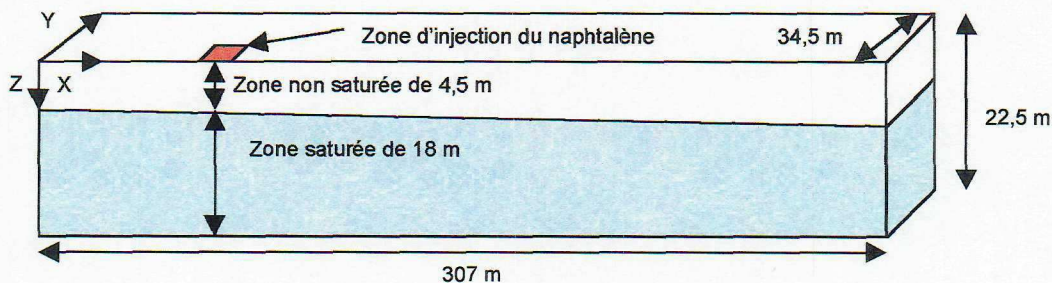 Y
Zone d'injection du naphtalène
34,5 m
Z
X
Zone non saturée de 4,5 m
22,5 m
Zone saturée de 18 m
307 m